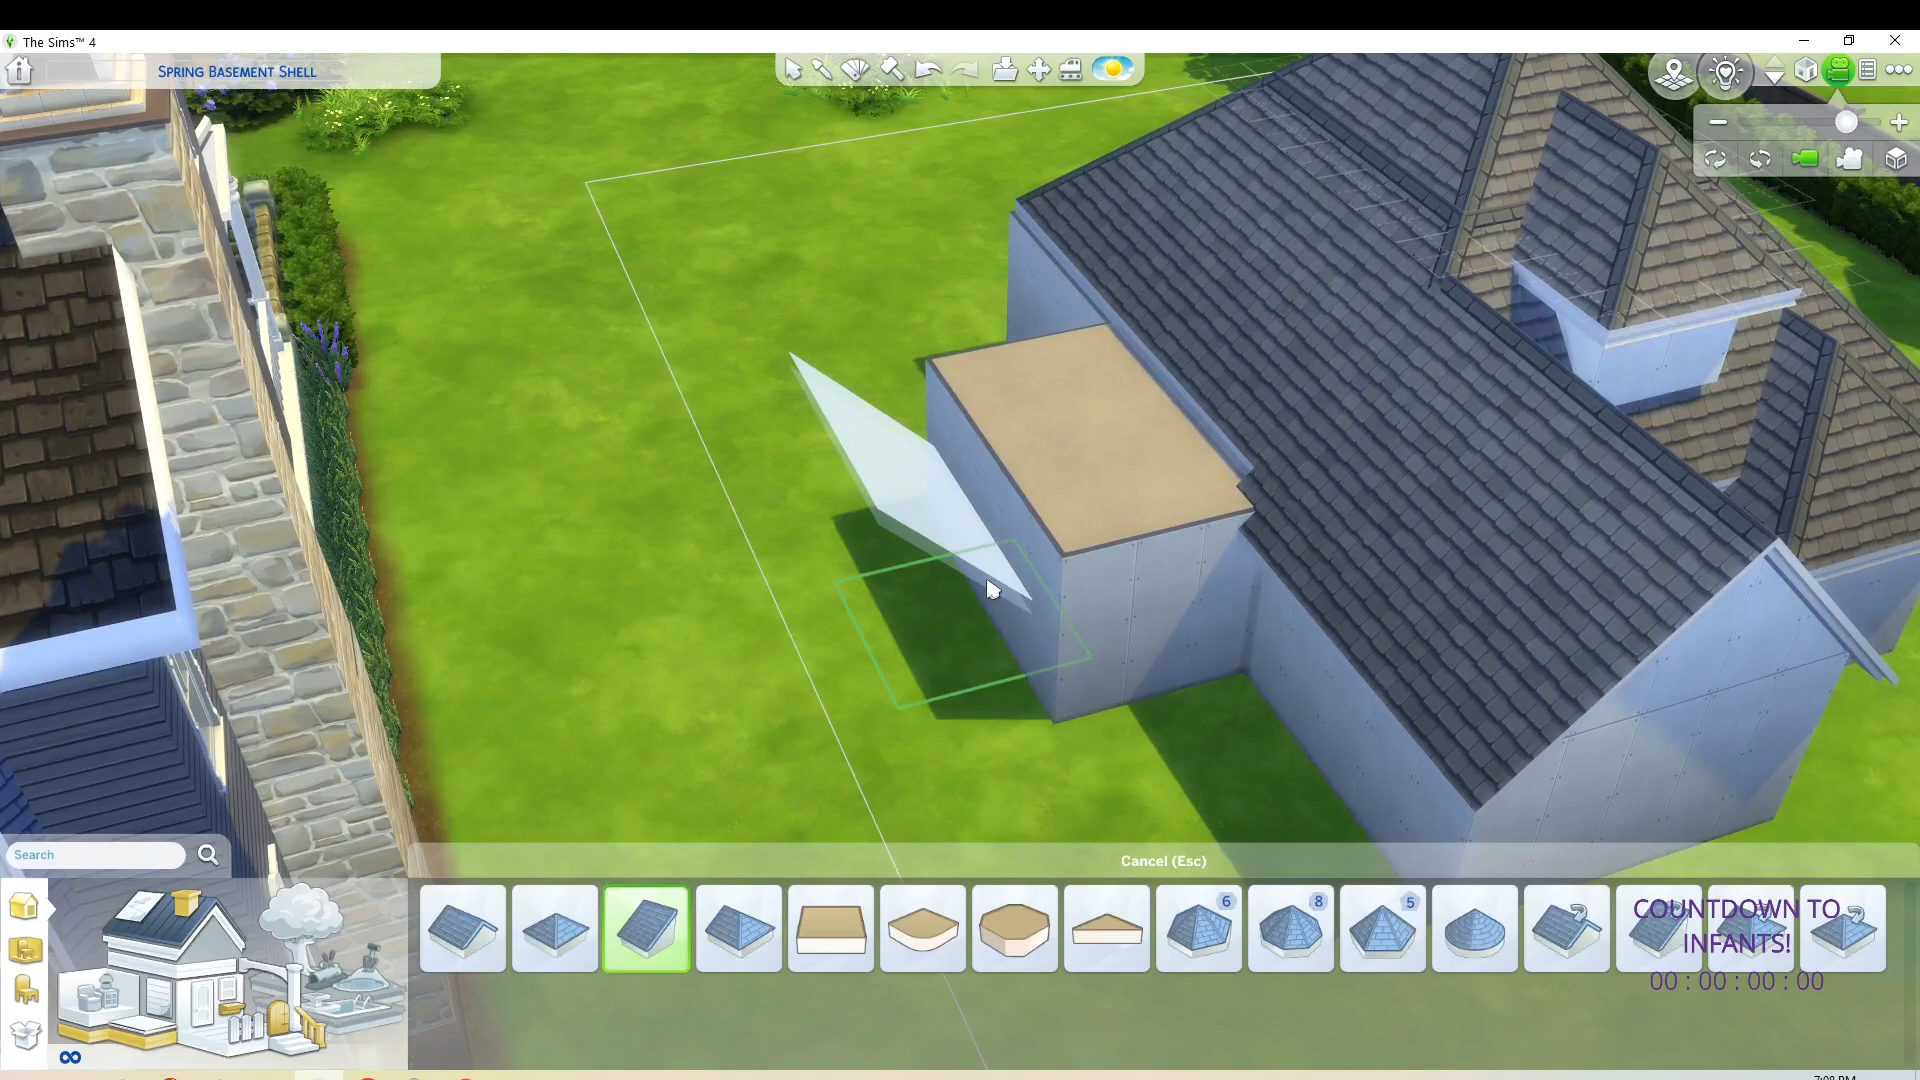 The Sims™ 4
SPRING BASEMENT SHELL
Search
Cancel (Esc)
6
8
5
COUNTDOWN TO
INFANTS!
00 : 00 : 00 : 00